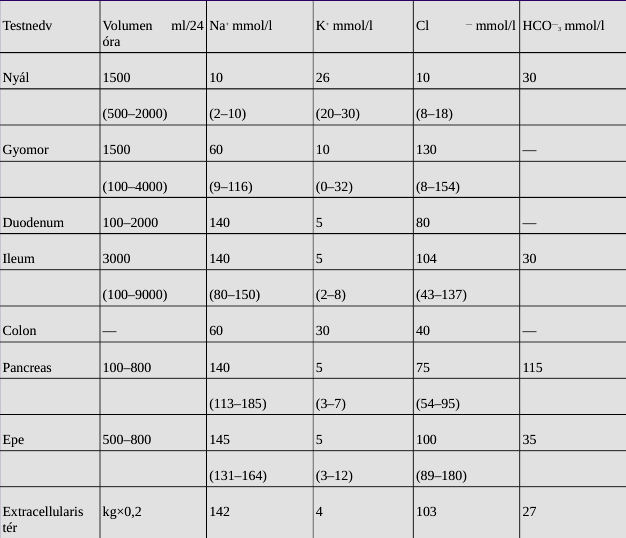 Testnedv Volumen ml/24 óra Na⁺ mmol/l K⁺ mmol/l Cl ⁻ mmol/l HCO⁻₃ mmol/l
Nyál 1500 10 26 10 30
(500–2000) (2–10) (20–30) (8–18)
Gyomor 1500 60 10 130 —
(100–4000) (9–116) (0–32) (8–154)
Duodenum 100–2000 140 5 80 —
Ileum 3000 140 5 104 30
(100–9000) (80–150) (2–8) (43–137)
Colon — 60 30 40 —
Pancreas 100–800 140 5 75 115
(113–185) (3–7) (54–95)
Epe 500–800 145 5 100 35
(131–164) (3–12) (89–180)
Extracellularis tér kg×0,2 142 4 103 27